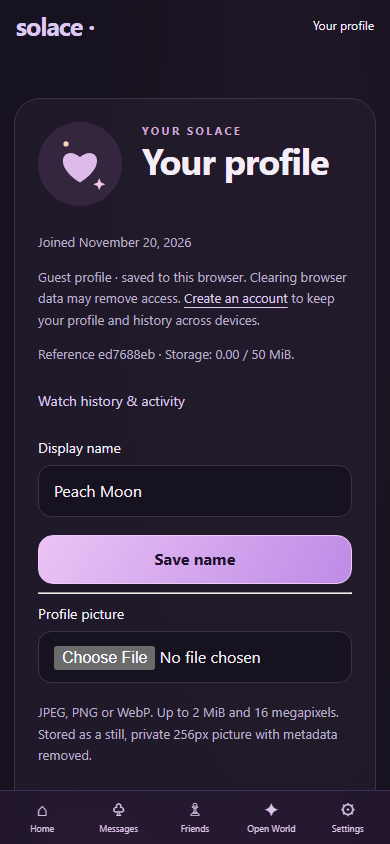 solace
Your profile
YOUR SOLACE
Your profile
Joined November 20, 2026
Guest profile · saved to this browser. Clearing browser
data may remove access. Create an account to keep
your profile and history across devices.
Reference ed7688eb · Storage: 0.00 / 50 MiB.
Watch history & activity
Display name
Peach Moon
Save name
Profile picture
Choose File No file chosen
JPEG, PNG or WebP. Up to 2 MiB and 16 megapixels.
Stored as a still, private 256px picture with metadata
removed.
Home
Messages
Friends
Open World
Settings